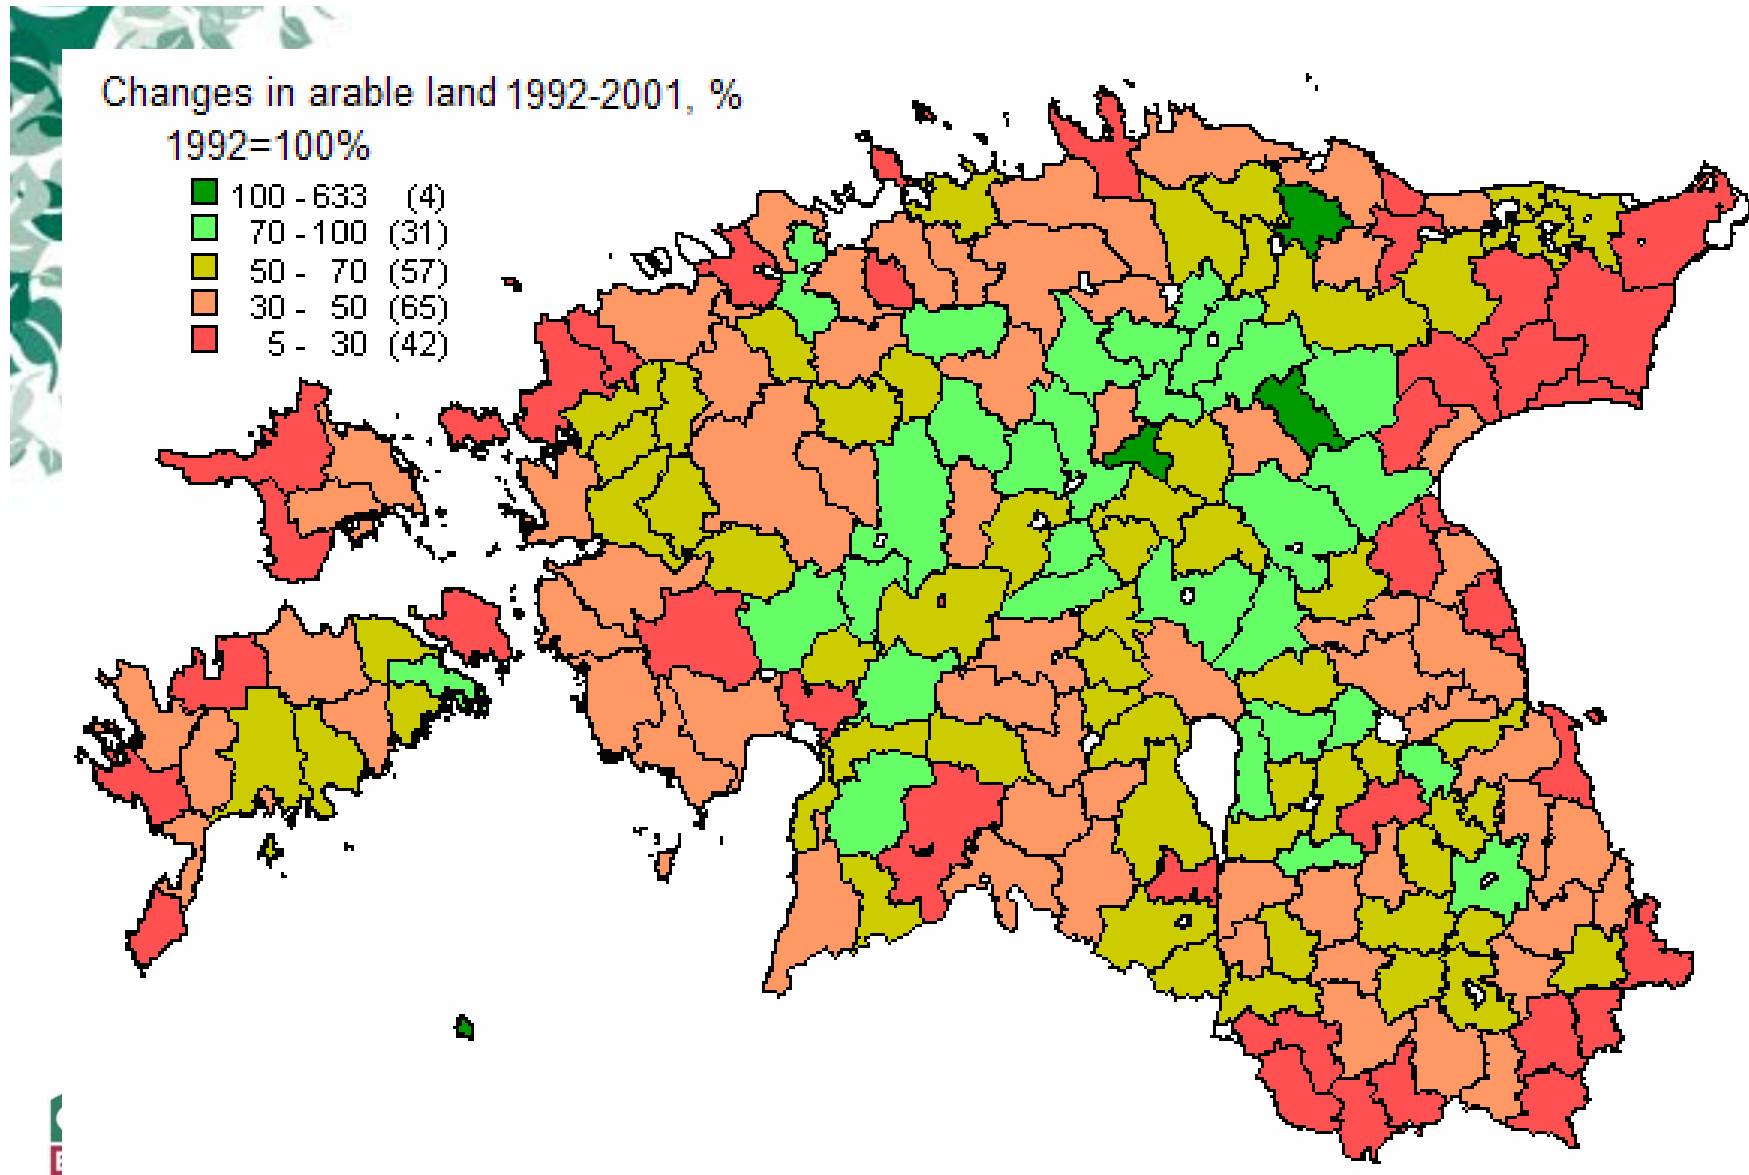 Changes in arable land 1992-2001, %
1992=100%
100 - 633 (4)
70 - 100 (31)
50 - 70 (57)
30 - 50 (65)
5 - 30 (42)